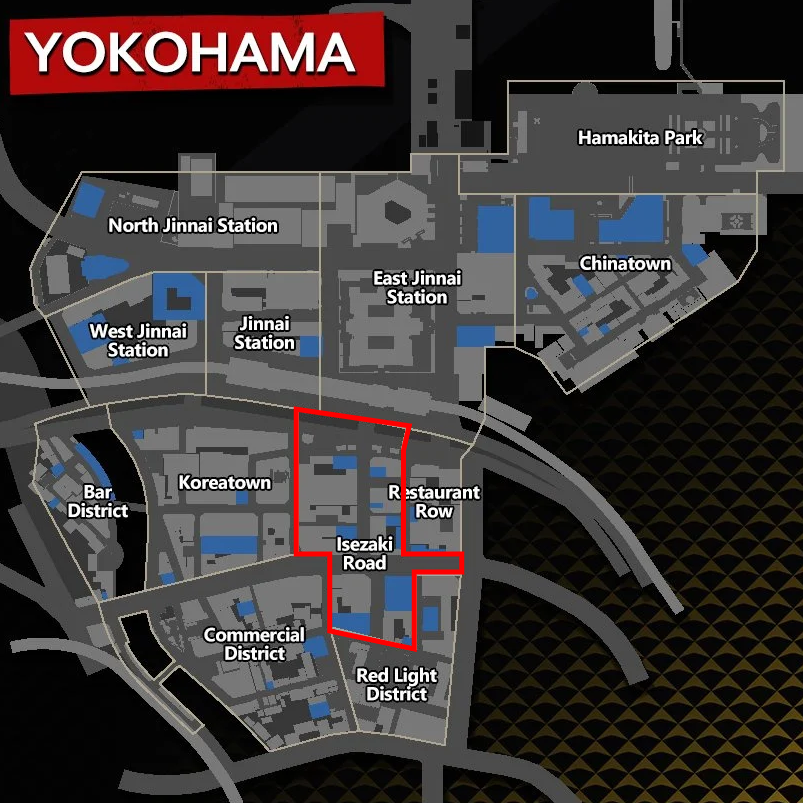 YOKOHAMA
Hamakita Park
North Jinnai Station
Chinatown
East Jinnai
Station
West Jinnai
Station
Jinnai
Station
Bar
District
Koreatown
Restaurant
Row
Isezaki
Road
Commercial
District
Red Light
District